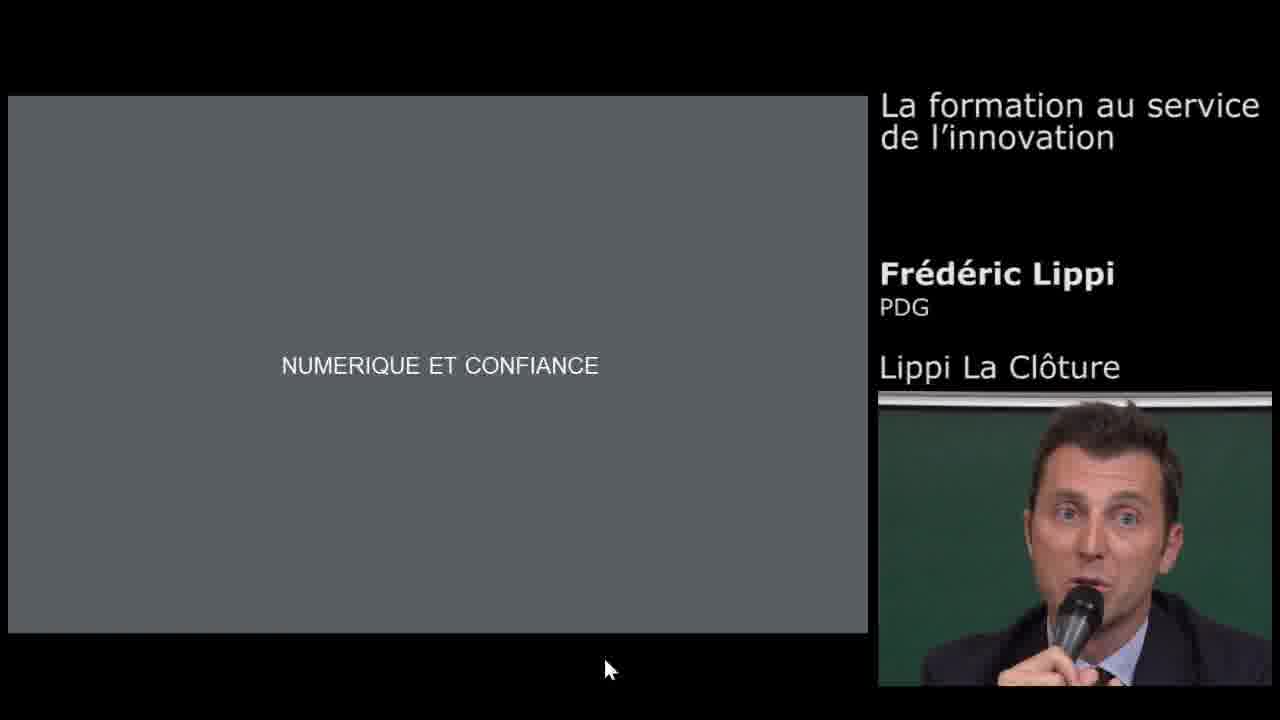 La formation au service
de l’innovation
Frédéric Lippi
PDG
Lippi La Clôture
NUMERIQUE ET CONFIANCE